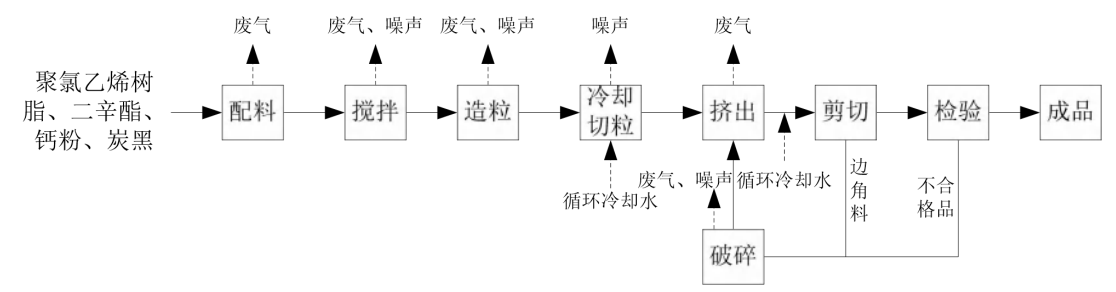 废气
废气、噪声
废气、噪声
噪声
废气
聚氯乙烯树
脂、二辛酯、
钙粉、炭黑
配料
搅拌
造粒
冷却
切粒
挤出
剪切
检验
成品
循环冷却水
废气、噪声
循环冷却水
边
角
料
不合
格品
破碎